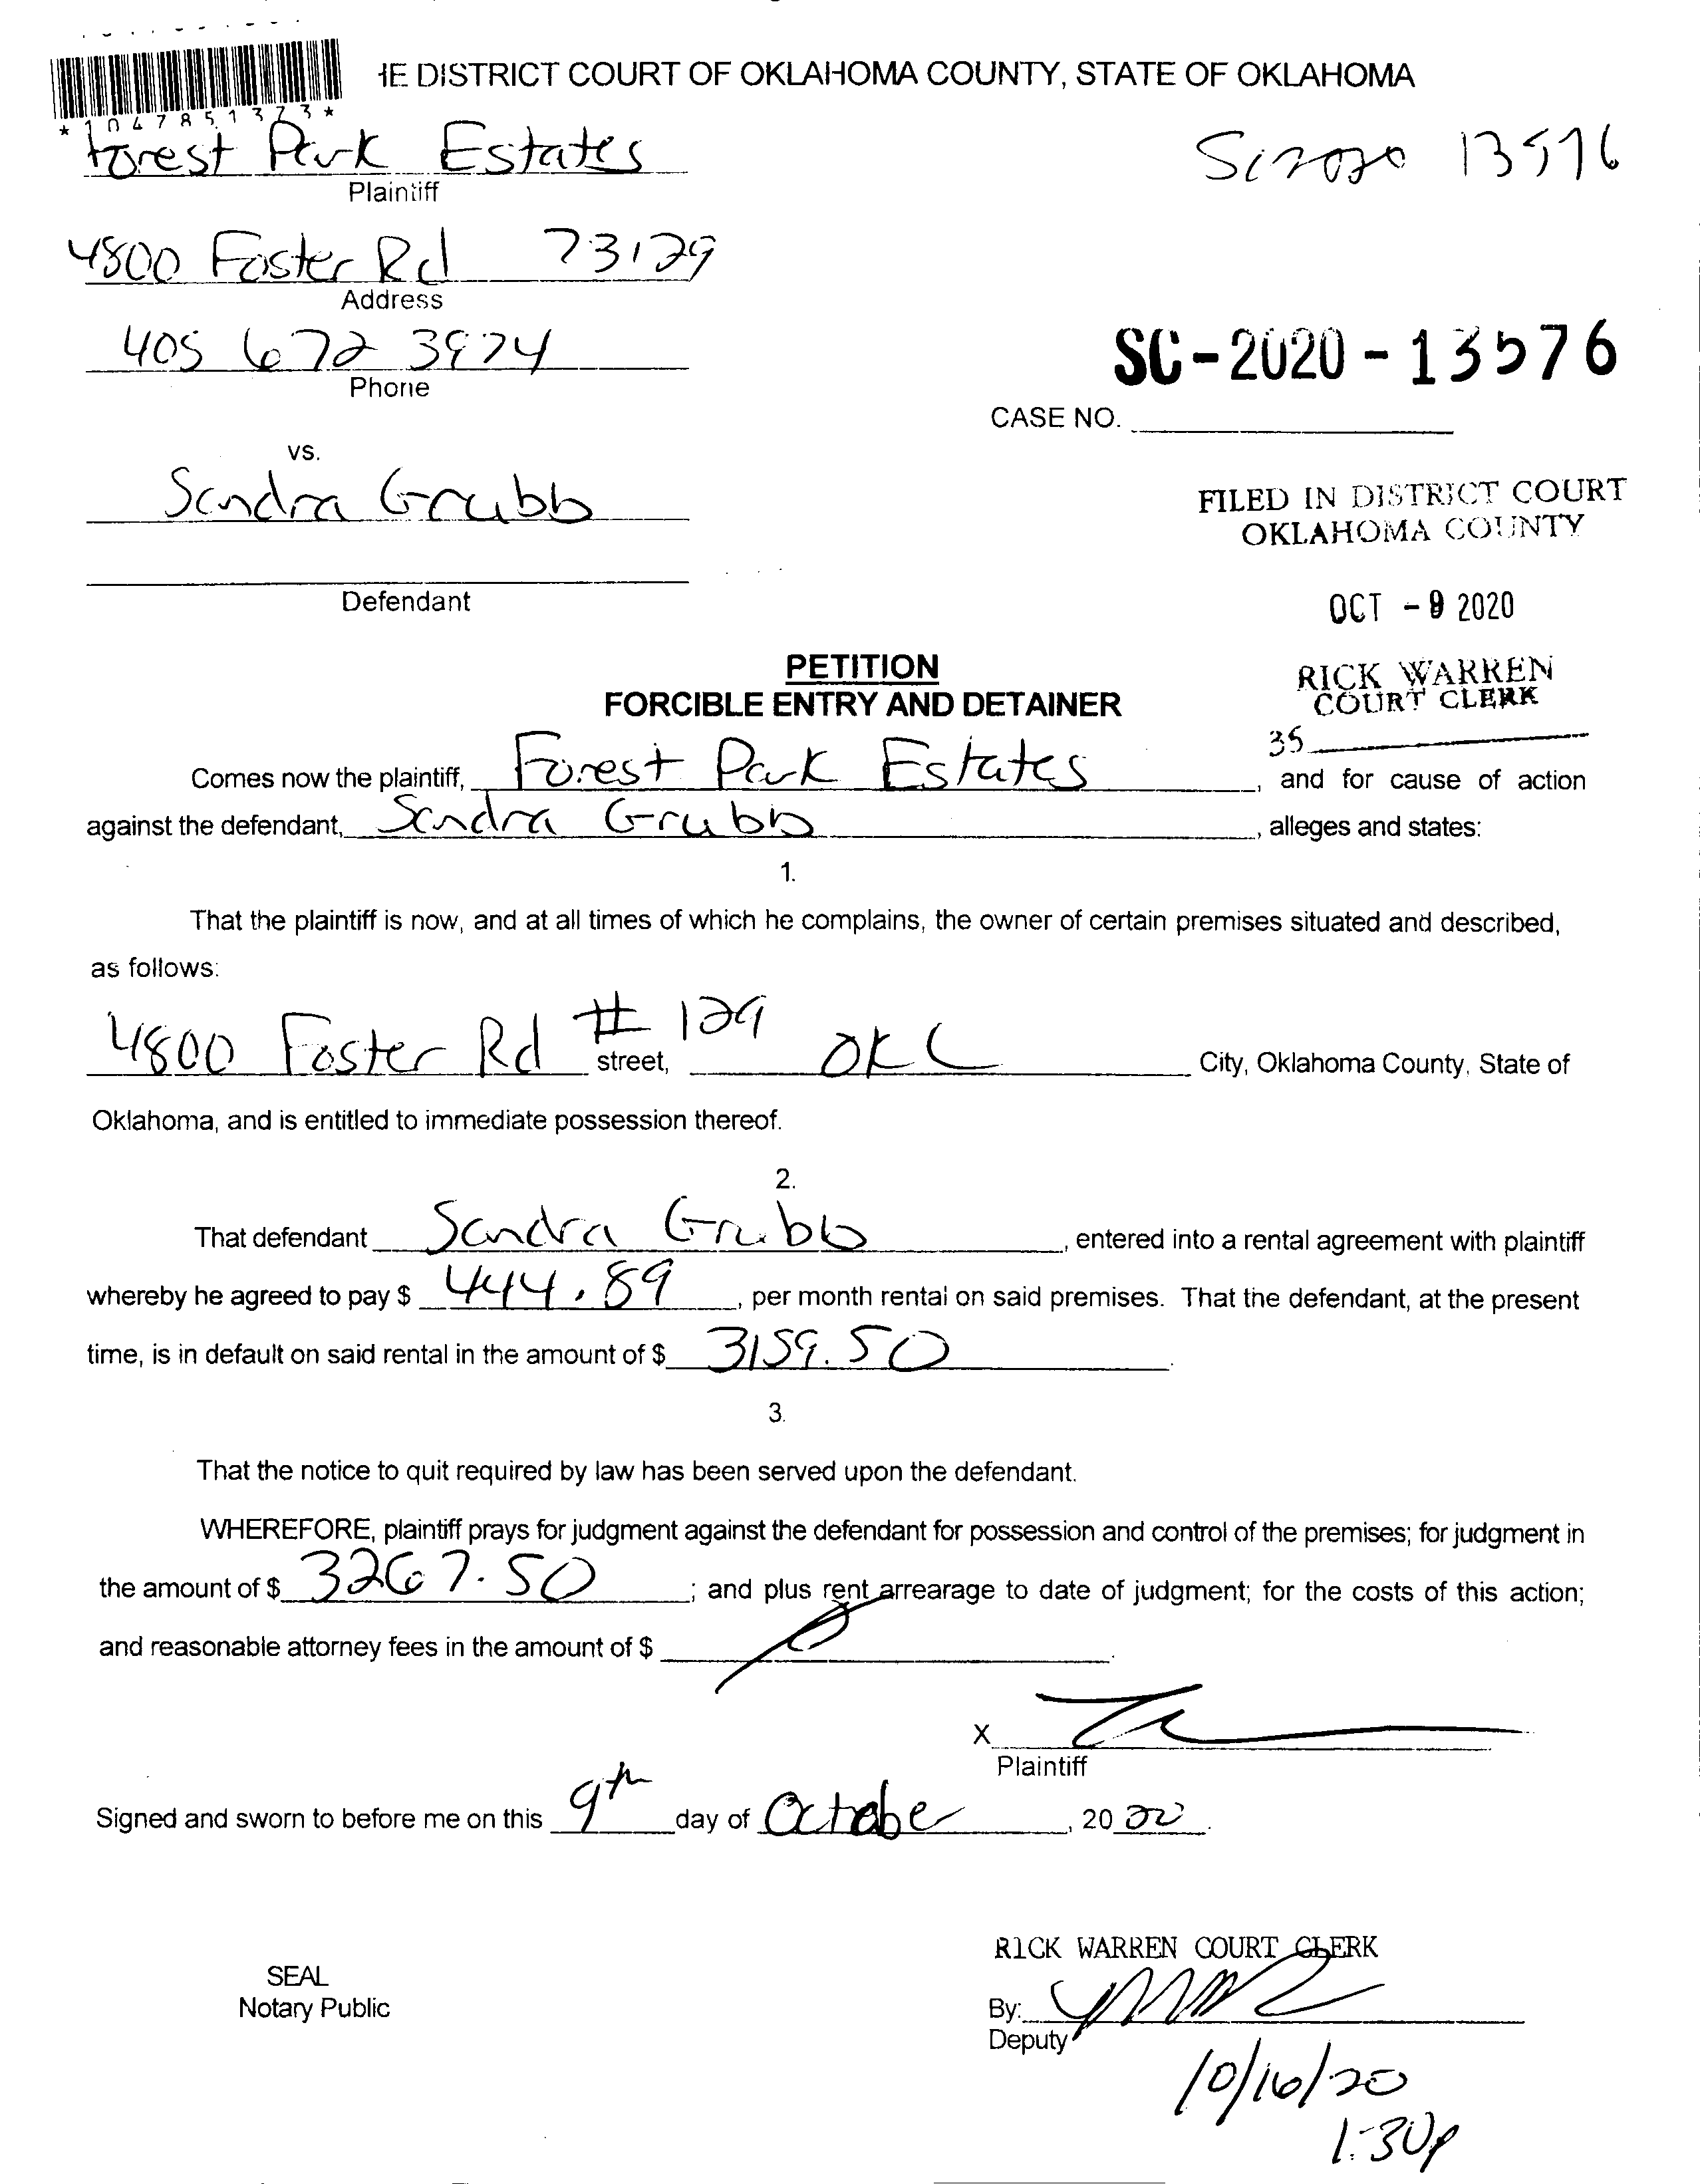 *1047851373*
IE DISTRICT COURT OF OKLAHOMA COUNTY, STATE OF OKLAHOMA
Forest Park Estates
Plaintiff
4800 Foster Rd 73129
Address
405 672 3974
Phone
SC-2020-13576
CASE NO.
vs.
Sandra Grubb
Defendant
FILED IN DISTRICT COURT
OKLAHOMA COUNTY
OCT -9 2020
RICK WARREN
COURT CLERK
35
PETITION
FORCIBLE ENTRY AND DETAINER
Comes now the plaintiff, Forest Park Estates, and for cause of action
against the defendant, Sandra Grubb, alleges and states:
1.
That the plaintiff is now, and at all times of which he complains, the owner of certain premises situated and described,
as follows:
4800 Foster Rd # 129 street, OKC City, Oklahoma County, State of
Oklahoma, and is entitled to immediate possession thereof.
2.
That defendant Sandra Grubb, entered into a rental agreement with plaintiff
whereby he agreed to pay $ 444.89, per month rental on said premises. That the defendant, at the present
time, is in default on said rental in the amount of $ 3159.50.
3.
That the notice to quit required by law has been served upon the defendant.
WHEREFORE, plaintiff prays for judgment against the defendant for possession and control of the premises; for judgment in
the amount of $ 3267.50; and plus rent arrearage to date of judgment; for the costs of this action;
and reasonable attorney fees in the amount of $
X
Plaintiff
Signed and sworn to before me on this 9th day of October, 2020.
SEAL
Notary Public
RICK WARREN COURT CLERK
By:
Deputy
10/16/20
1:30p